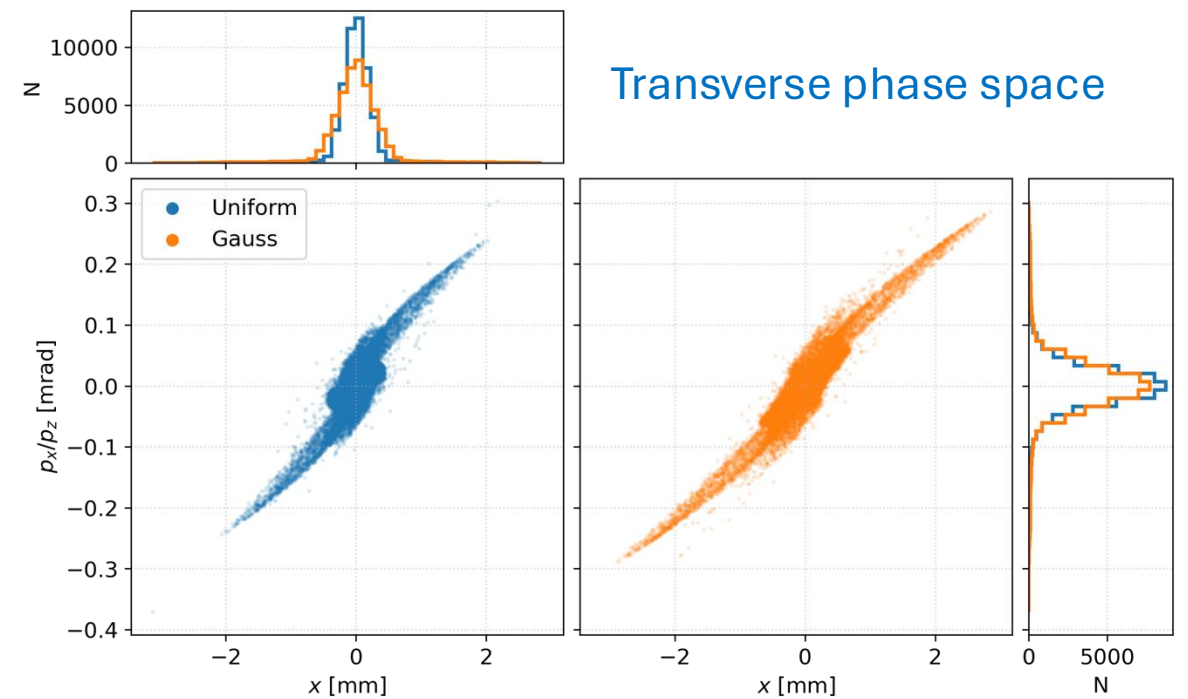 Transverse phase space
10000
5000
0
N
Uniform
Gauss
0.3
0.2
0.1
0.0
−0.1
−0.2
−0.3
−0.4
pₓ/p_z [mrad]
−2 0 2
x [mm]
−2 0 2
x [mm]
0 5000
N